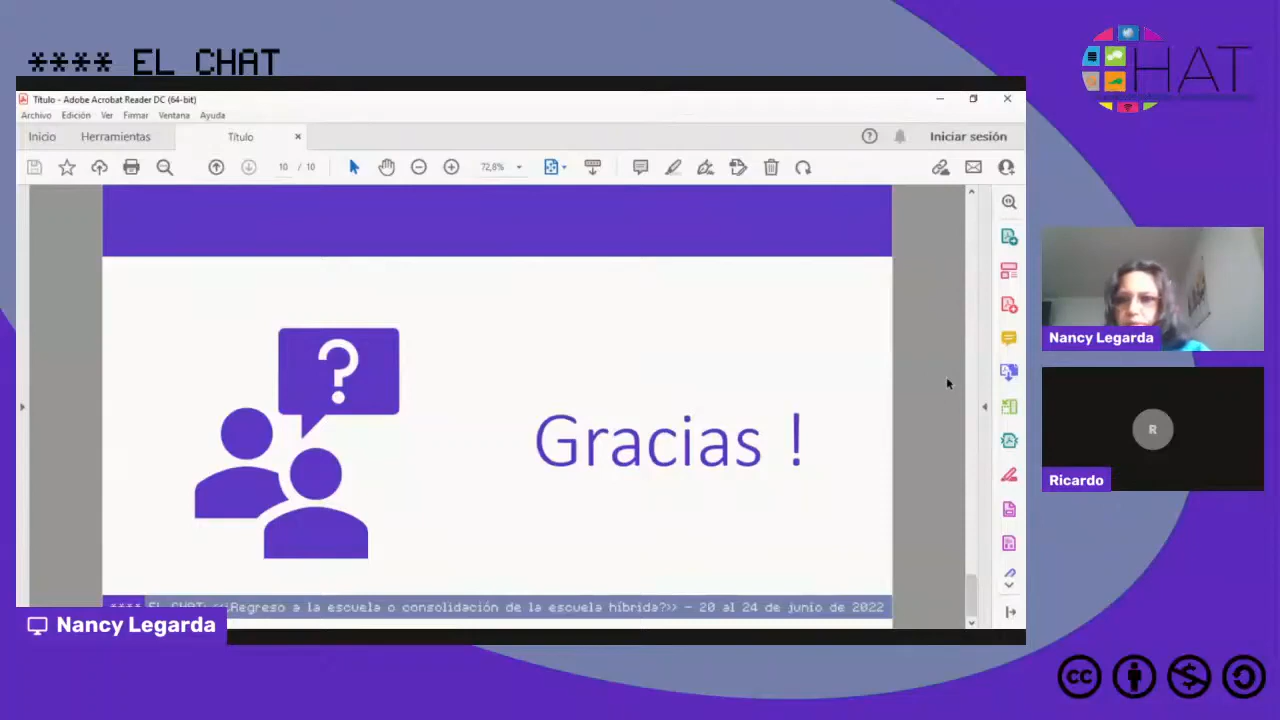 **** EL CHAT
HAT
Título - Adobe Acrobat Reader DC (64-bit)
Archivo Edición Ver Firmar Ventana Ayuda
Inicio Herramientas Título × Iniciar sesión
10 / 10 72,8%
?
Gracias !
**** EL CHAT: <<¿Regreso a la escuela o consolidación de la escuela híbrida?>> - 20 al 24 de junio de 2022
Nancy Legarda
Nancy Legarda
R
Ricardo
CC